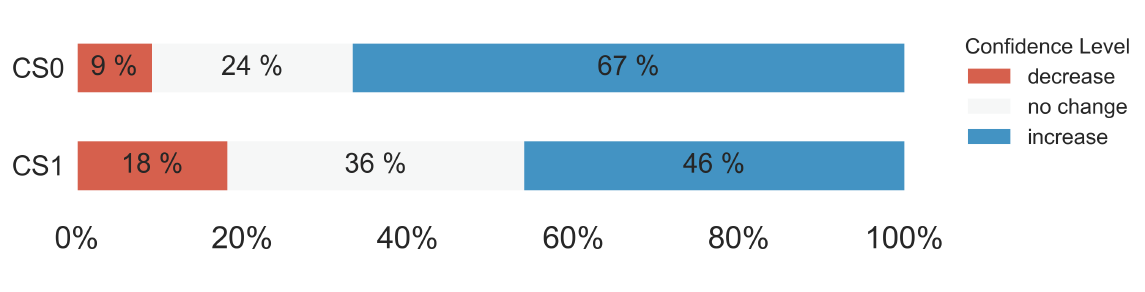 Confidence Level
decrease
no change
increase
CS0 9 % 24 % 67 %
CS1 18 % 36 % 46 %
0% 20% 40% 60% 80% 100%